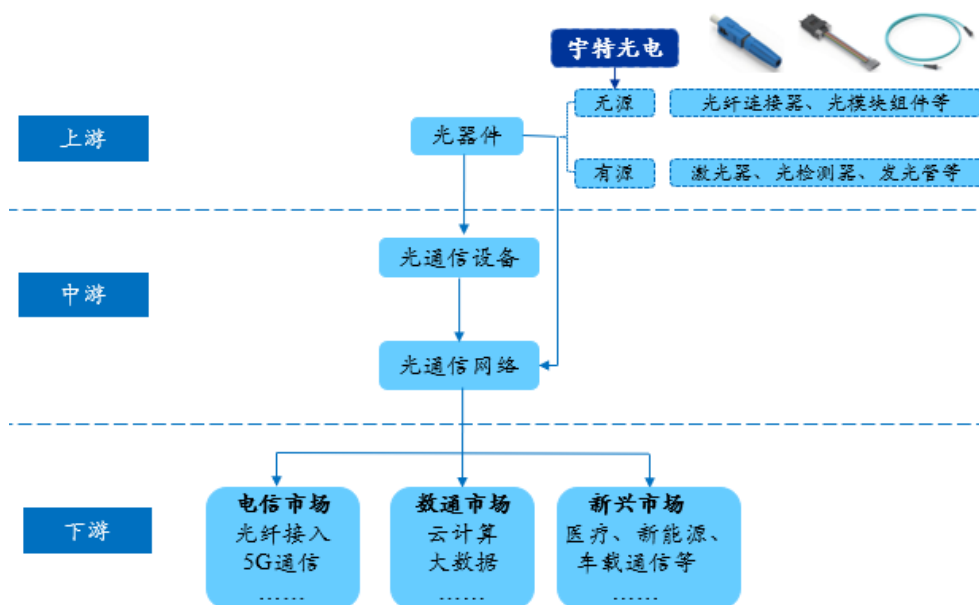 宇特光电
无源
光纤连接器、光模块组件等
上游
光器件
有源
激光器、光检测器、发光管等
光通信设备
中游
光通信网络
电信市场
光纤接入
5G通信
……
数通市场
云计算
大数据
……
新兴市场
医疗、新能源、
车载通信等
……
下游